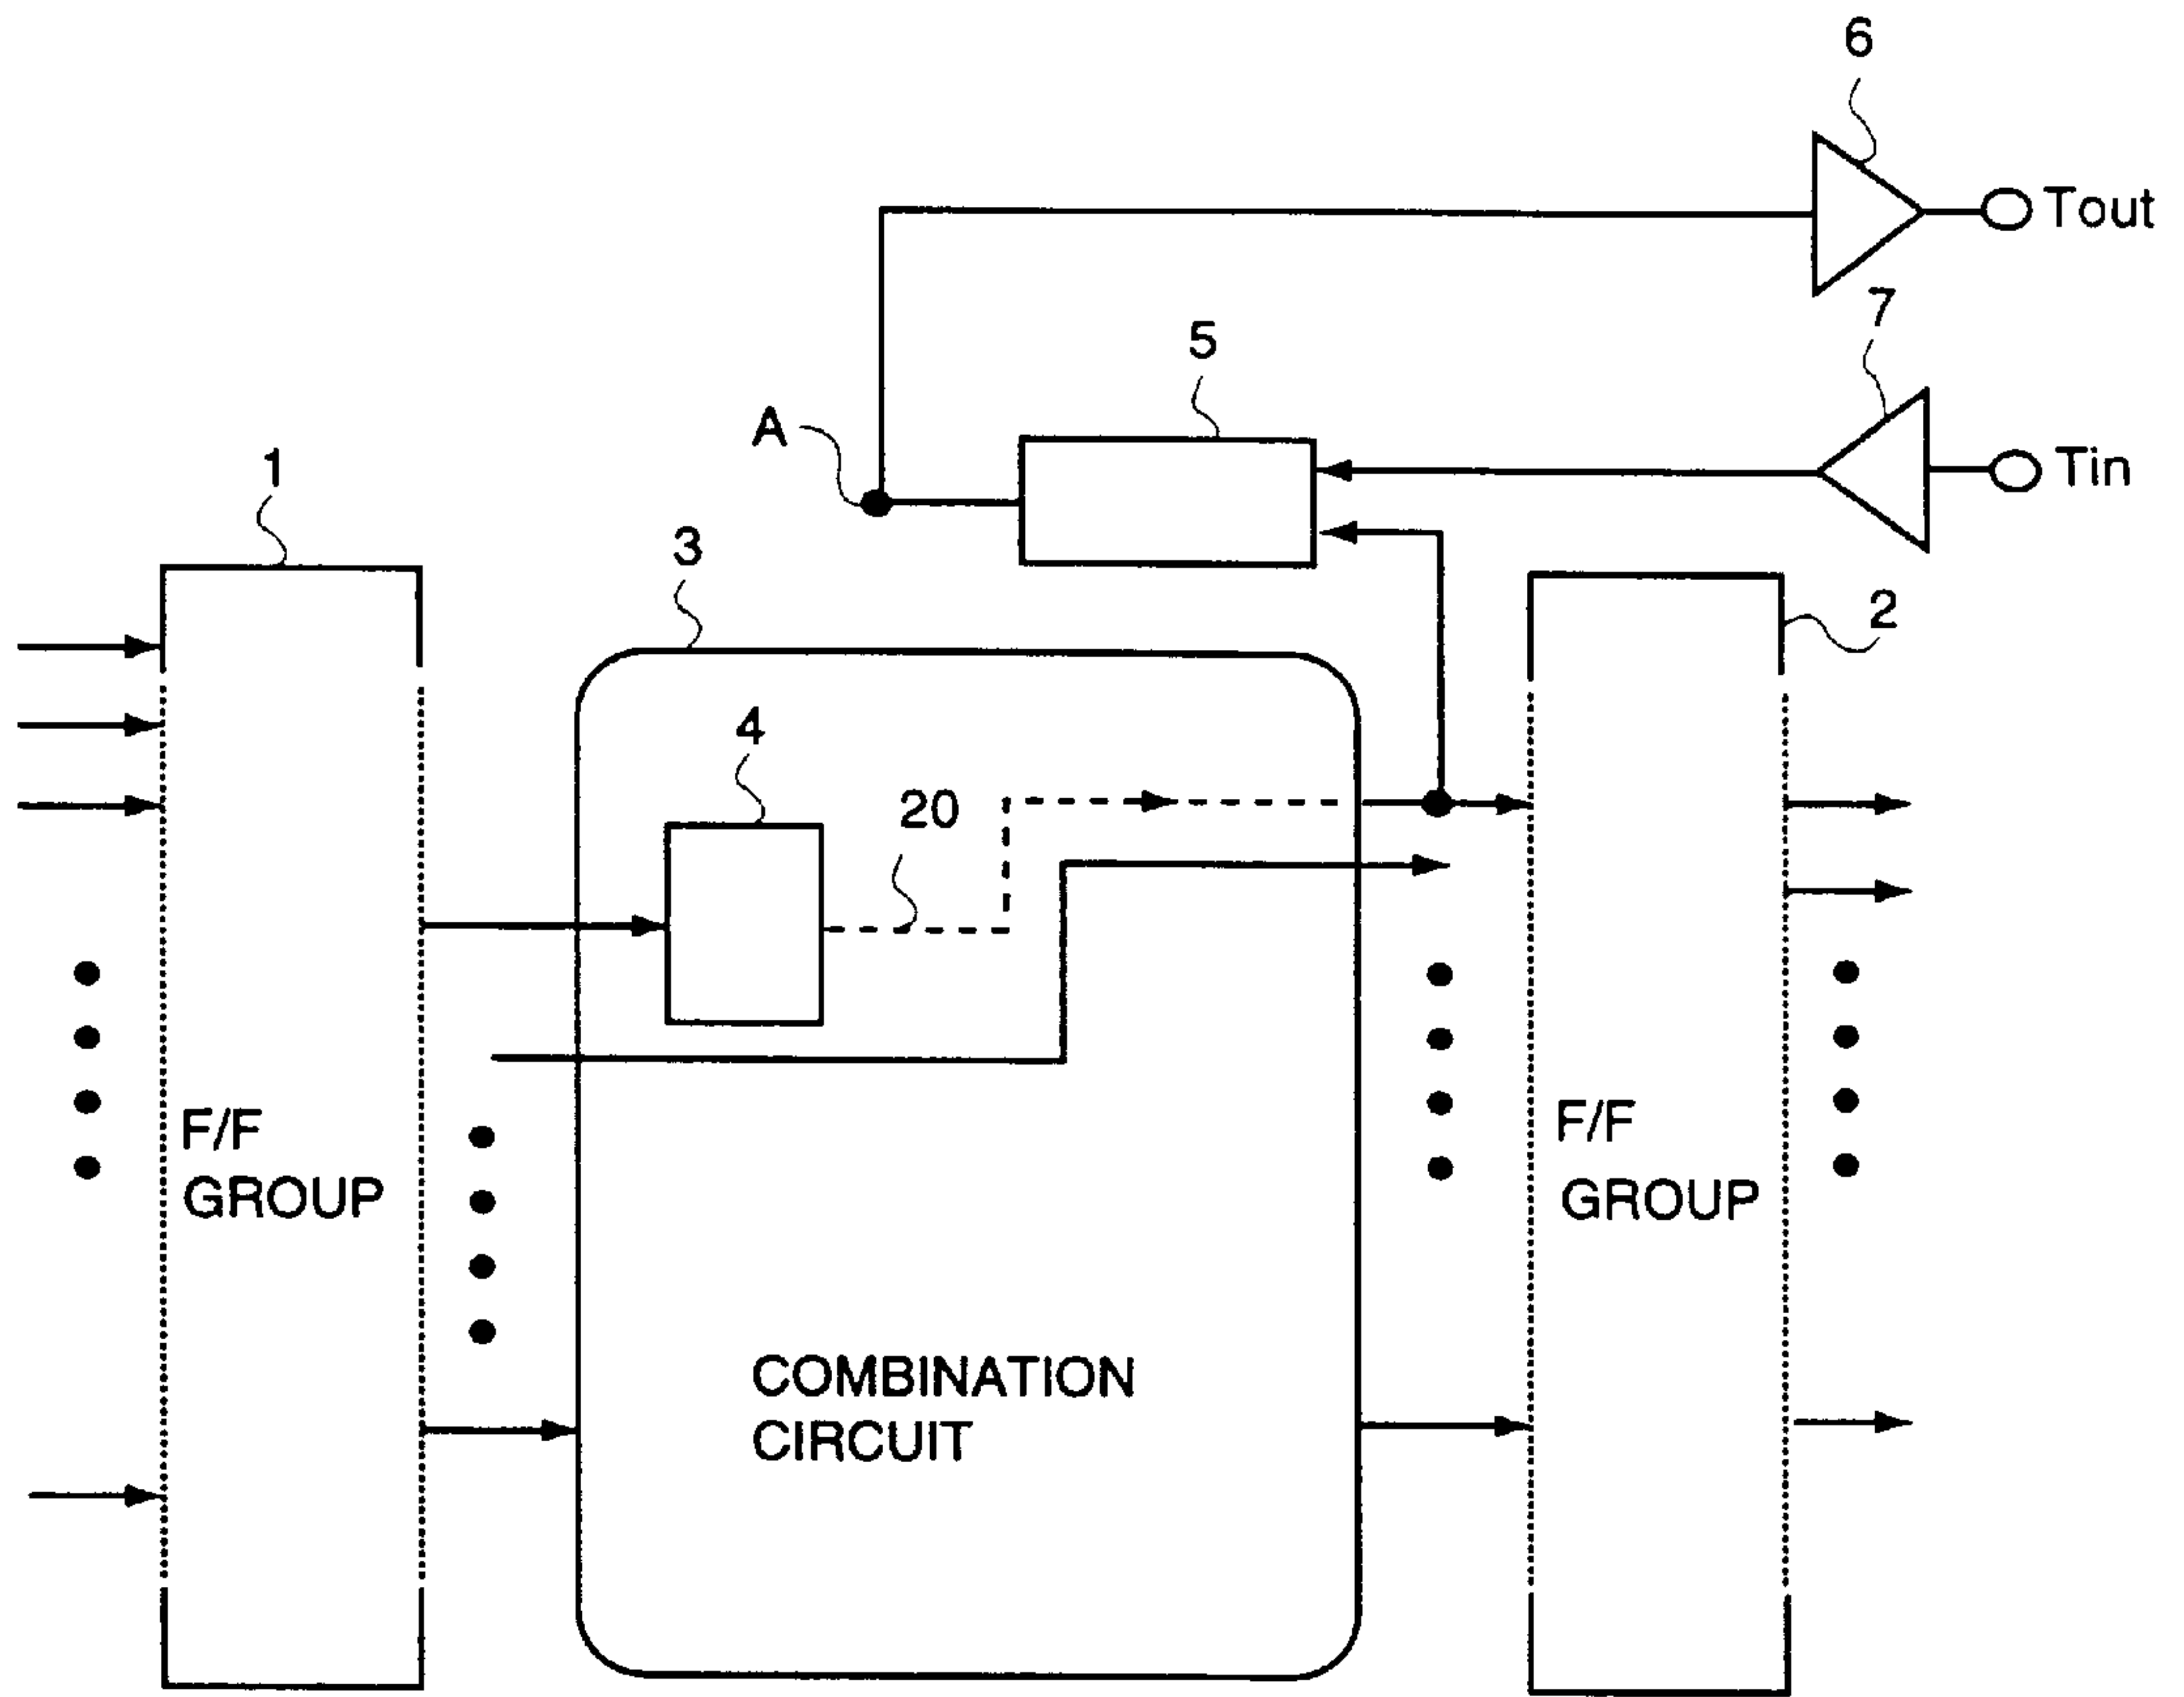 6
Tout
7
5
Tin
A
1
3
2
4
20
F/F
GROUP
F/F
GROUP
COMBINATION
CIRCUIT